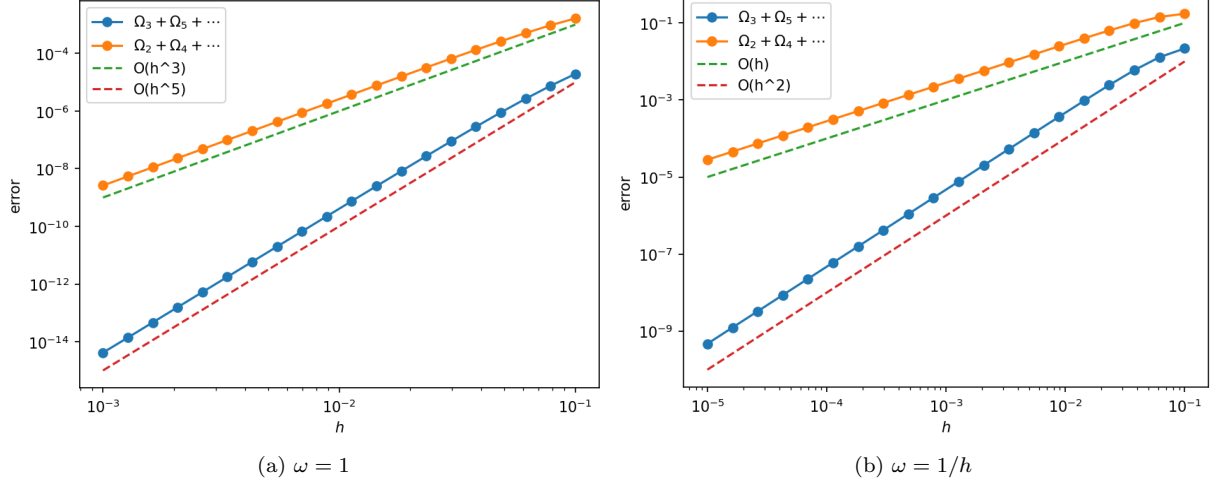 Ω₃ + Ω₅ + ⋯
Ω₂ + Ω₄ + ⋯
O(h^3)
O(h^5)
10⁻⁴
10⁻⁶
10⁻⁸
10⁻¹⁰
10⁻¹²
10⁻¹⁴
error
10⁻³
10⁻²
10⁻¹
h
(a) ω = 1
Ω₃ + Ω₅ + ⋯
Ω₂ + Ω₄ + ⋯
O(h)
O(h^2)
10⁻¹
10⁻³
10⁻⁵
10⁻⁷
10⁻⁹
error
10⁻⁵
10⁻⁴
10⁻³
10⁻²
10⁻¹
h
(b) ω = 1/h